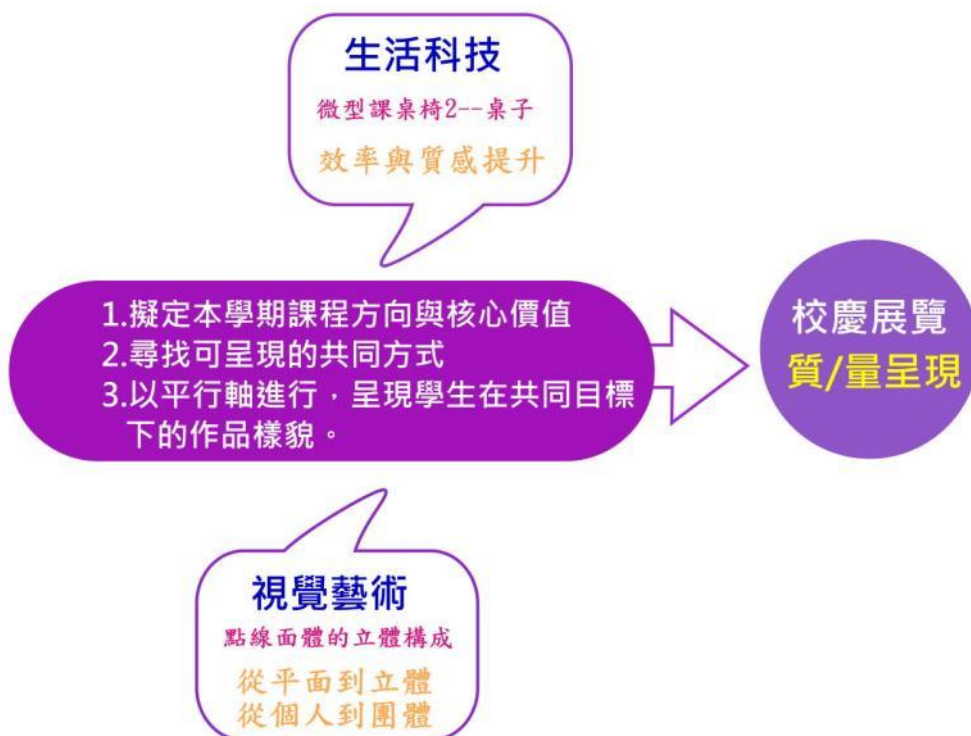 生活科技
微型課桌椅2--桌子
效率與質感提升
1.擬定本學期課程方向與核心價值
2.尋找可呈現的共同方式
3.以平行軸進行，呈現學生在共同目標
下的作品樣貌。
校慶展覽
質/量呈現
視覺藝術
點線面體的立體構成
從平面到立體
從個人到團體